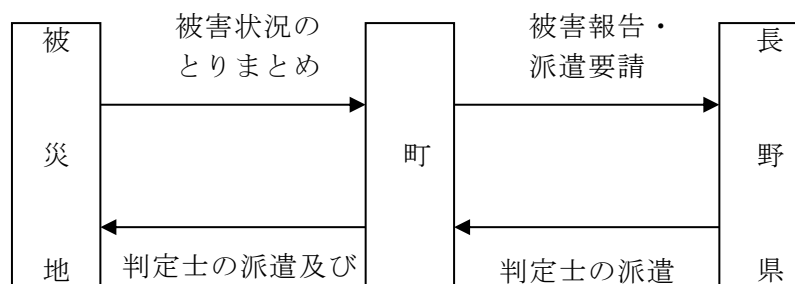 被災地
被害状況の
とりまとめ
町
被害報告・
派遣要請
長野県
判定士の派遣及び
判定士の派遣